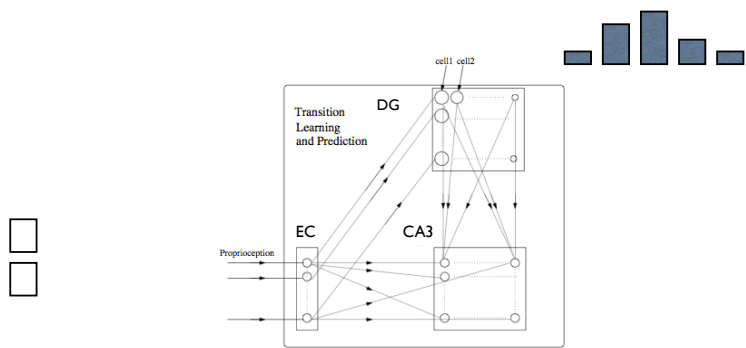 cell1 cell2
DG
Transition
Learning
and Prediction
EC
CA3
Proprioception